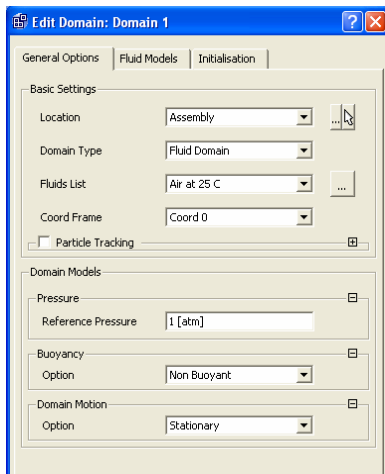 Edit Domain: Domain 1
General Options Fluid Models Initialisation
Basic Settings
Location Assembly ...
Domain Type Fluid Domain
Fluids List Air at 25 C ...
Coord Frame Coord 0
Particle Tracking
Domain Models
Pressure
Reference Pressure 1 [atm]
Buoyancy
Option Non Buoyant
Domain Motion
Option Stationary